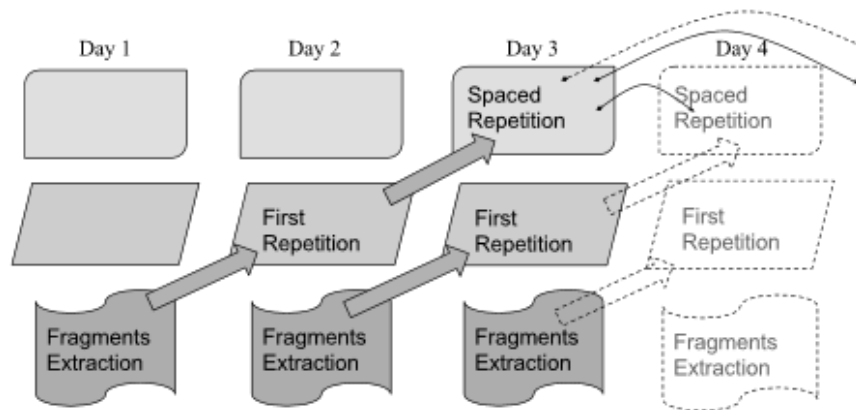 Day 1
Day 2
Day 3
Day 4
Spaced
Repetition
Spaced
Repetition
First
Repetition
First
Repetition
First
Repetition
Fragments
Extraction
Fragments
Extraction
Fragments
Extraction
Fragments
Extraction